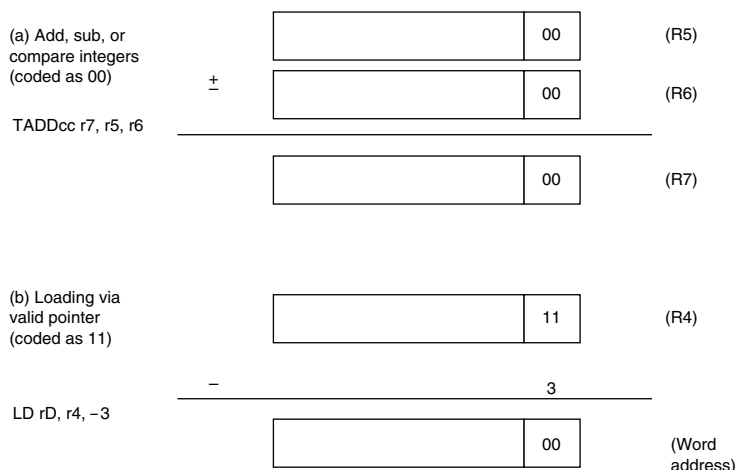 (a) Add, sub, or
compare integers
(coded as 00)
TADDcc r7, r5, r6
00
(R5)
±
00
(R6)
00
(R7)
(b) Loading via
valid pointer
(coded as 11)
LD rD, r4, −3
11
(R4)
−
3
00
(Word
address)